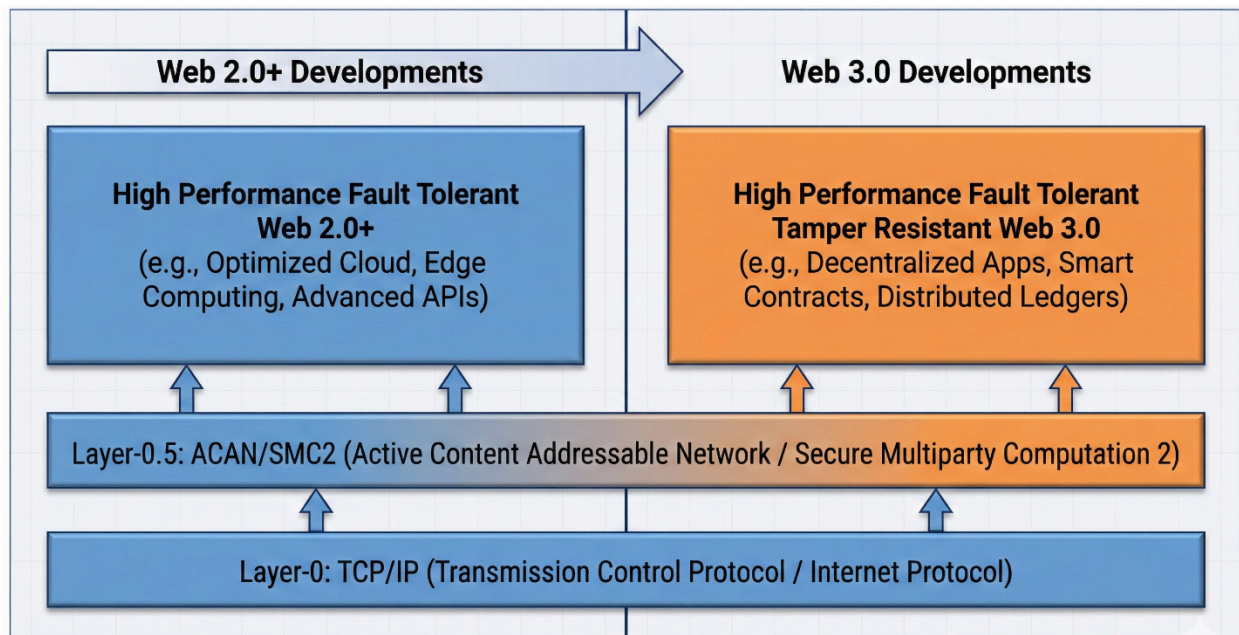 Web 2.0+ Developments
Web 3.0 Developments
High Performance Fault Tolerant
Web 2.0+
(e.g., Optimized Cloud, Edge
Computing, Advanced APIs)
High Performance Fault Tolerant
Tamper Resistant Web 3.0
(e.g., Decentralized Apps, Smart
Contracts, Distributed Ledgers)
Layer-0.5: ACAN/SMC2 (Active Content Addressable Network / Secure Multiparty Computation 2)
Layer-0: TCP/IP (Transmission Control Protocol / Internet Protocol)